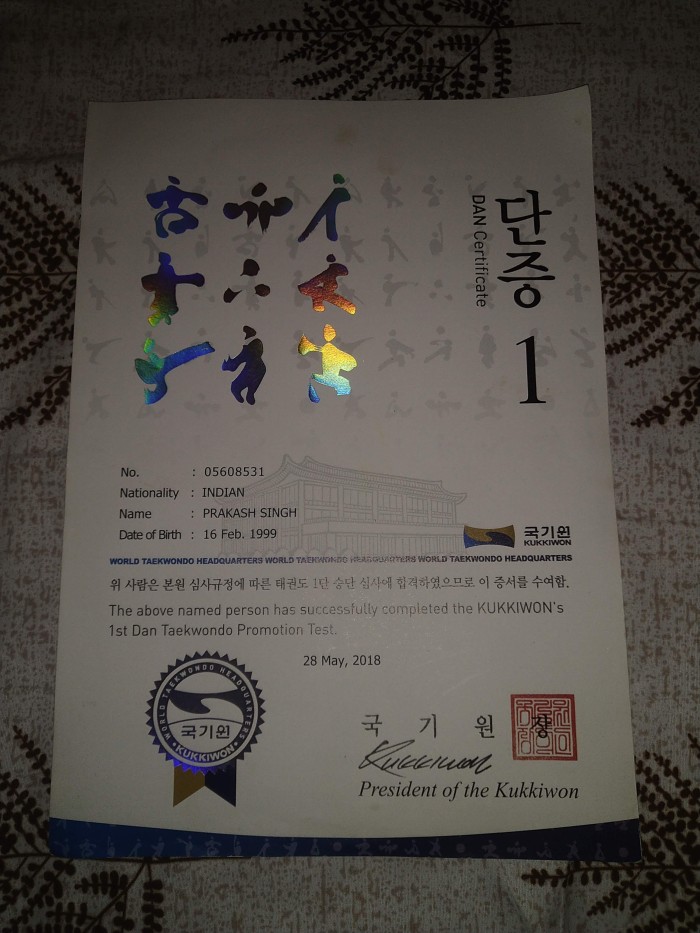 단증 1
DAN Certificate
No. : 05608531
Nationality : INDIAN
Name : PRAKASH SINGH
Date of Birth : 16 Feb. 1999
국기원
KUKKIWON
WORLD TAEKWONDO HEADQUARTERS WORLD TAEKWONDO HEADQUARTERS WORLD TAEKWONDO HEADQUARTERS
위 사람은 본원 심사규정에 따른 태권도 1단 승단 심사에 합격하였으므로 이 증서를 수여함.
The above named person has successfully completed the KUKKIWON's
1st Dan Taekwondo Promotion Test.
28 May, 2018
WORLD TAEKWONDO HEADQUARTERS
국기원
KUKKIWON
국 기 원 장
Kukkiwon
President of the Kukkiwon